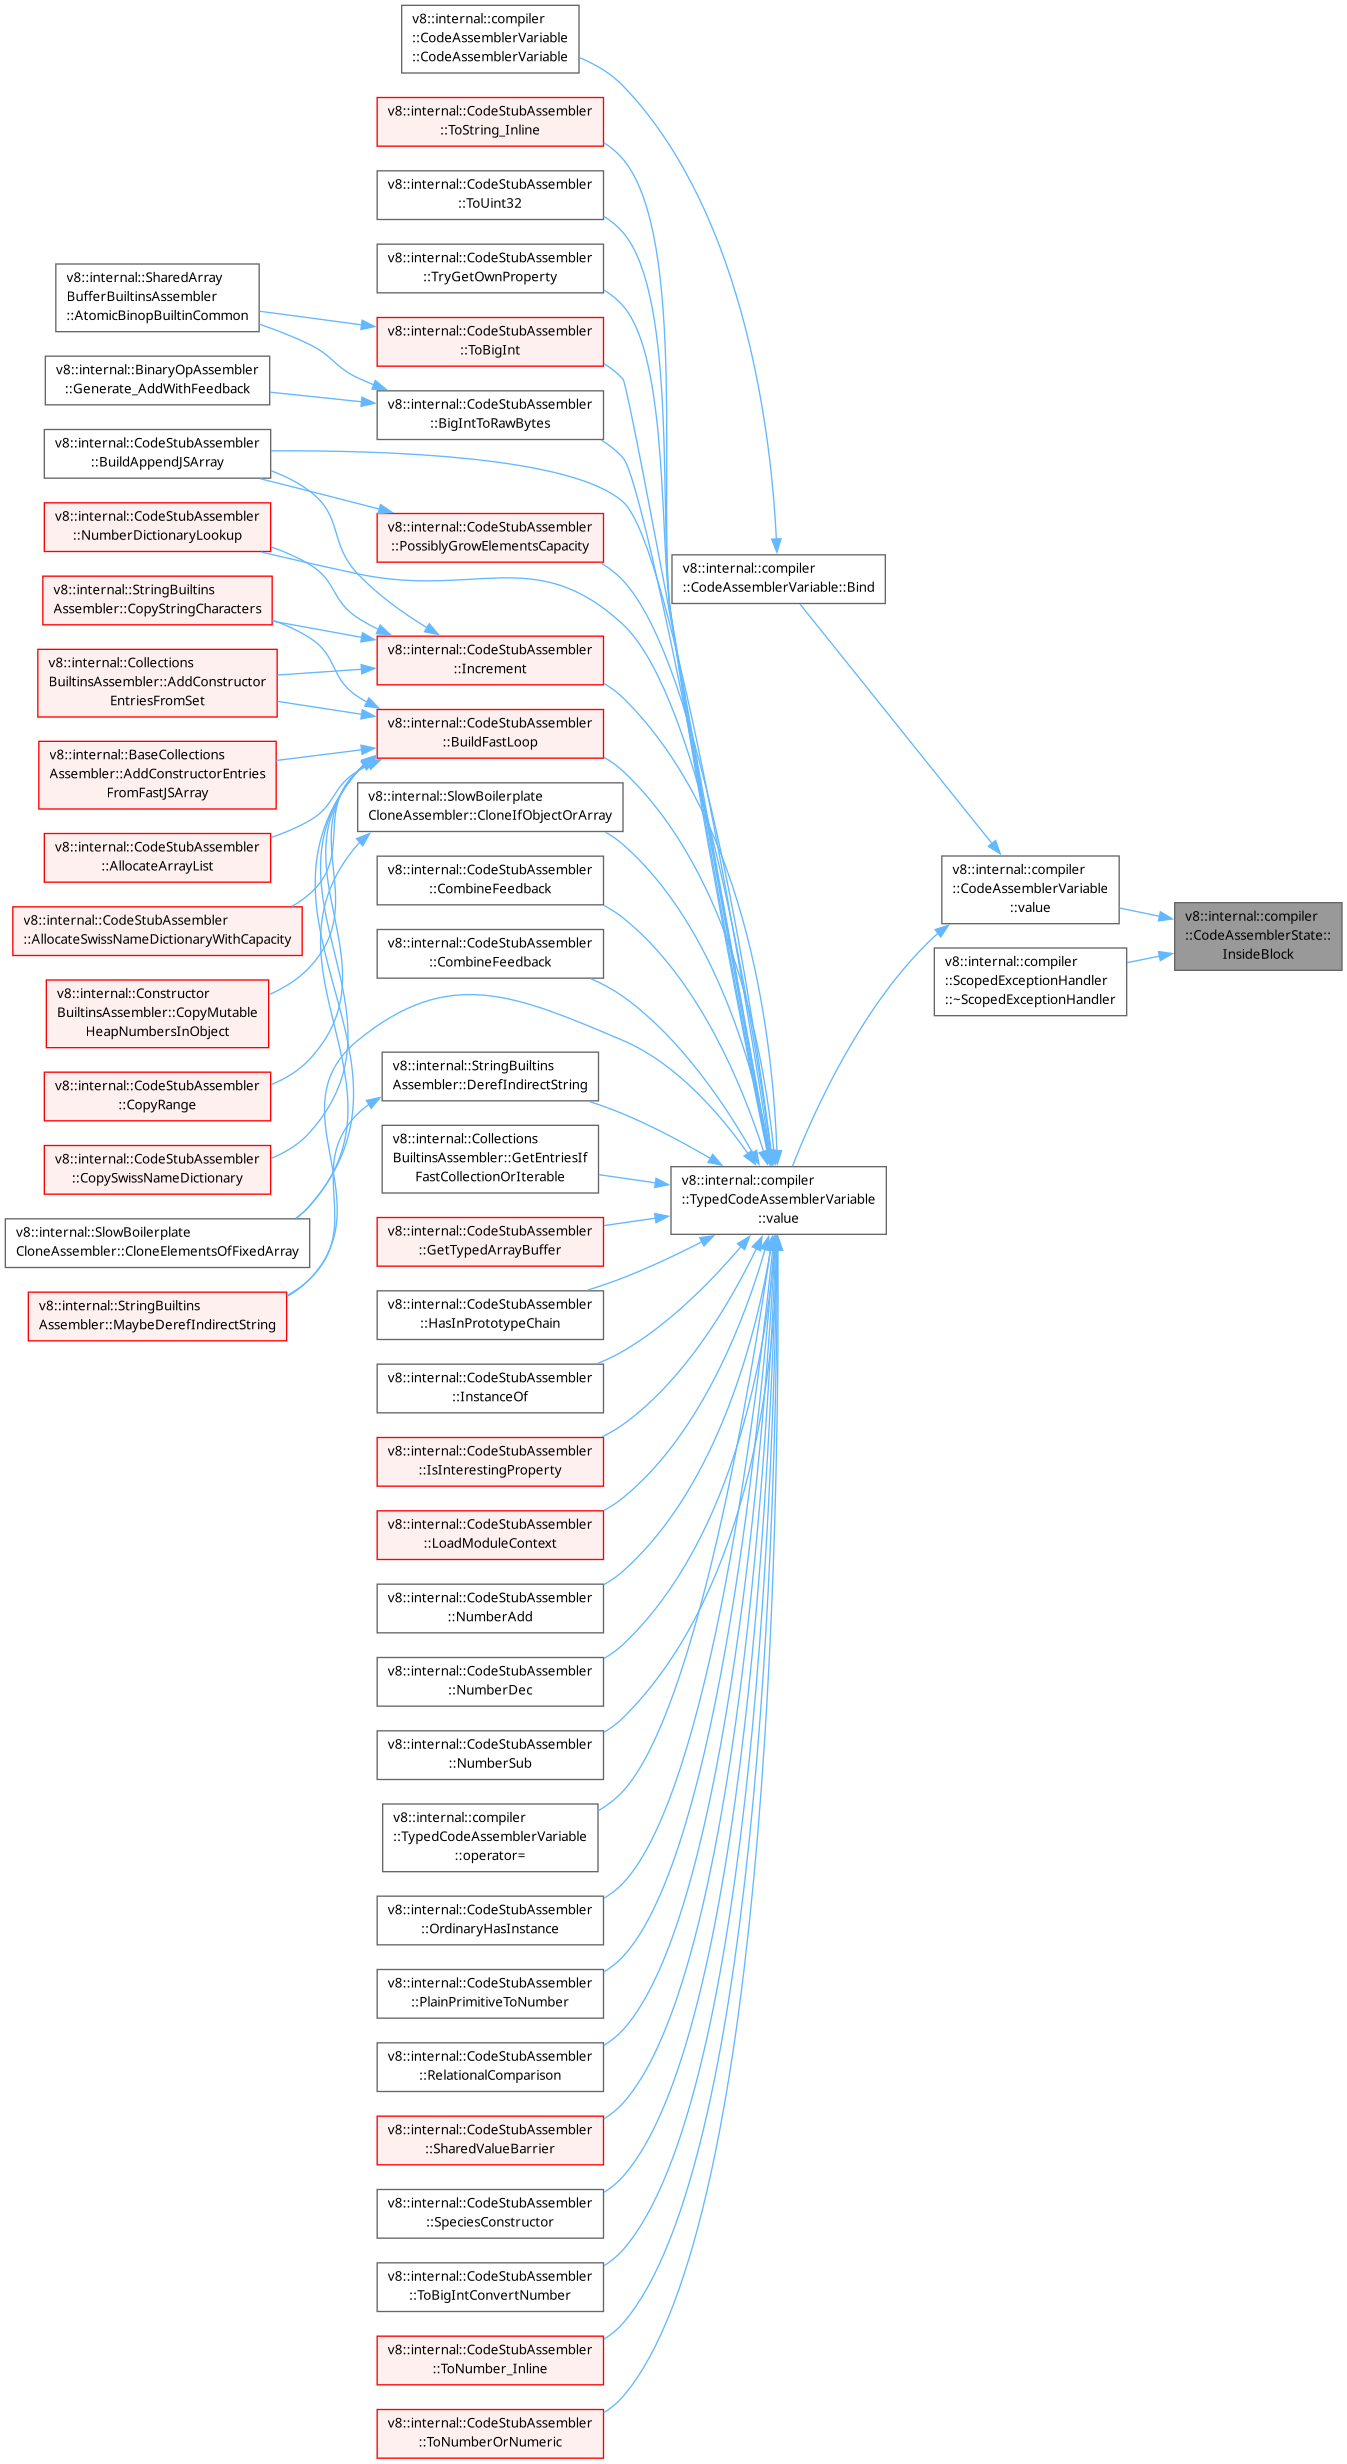 v8::internal::compiler
::CodeAssemblerVariable
::CodeAssemblerVariable
v8::internal::CodeStubAssembler
::ToString_Inline
v8::internal::CodeStubAssembler
::ToUint32
v8::internal::CodeStubAssembler
::TryGetOwnProperty
v8::internal::SharedArray
BufferBuiltinsAssembler
::AtomicBinopBuiltinCommon
v8::internal::CodeStubAssembler
::ToBigInt
v8::internal::BinaryOpAssembler
::Generate_AddWithFeedback
v8::internal::CodeStubAssembler
::BigIntToRawBytes
v8::internal::CodeStubAssembler
::BuildAppendJSArray
v8::internal::CodeStubAssembler
::NumberDictionaryLookup
v8::internal::CodeStubAssembler
::PossiblyGrowElementsCapacity
v8::internal::compiler
::CodeAssemblerVariable::Bind
v8::internal::StringBuiltins
Assembler::CopyStringCharacters
v8::internal::CodeStubAssembler
::Increment
v8::internal::Collections
BuiltinsAssembler::AddConstructor
EntriesFromSet
v8::internal::CodeStubAssembler
::BuildFastLoop
v8::internal::BaseCollections
Assembler::AddConstructorEntries
FromFastJSArray
v8::internal::SlowBoilerplate
CloneAssembler::CloneIfObjectOrArray
v8::internal::CodeStubAssembler
::AllocateArrayList
v8::internal::CodeStubAssembler
::CombineFeedback
v8::internal::compiler
::CodeAssemblerVariable
::value
v8::internal::compiler
::CodeAssemblerState::
InsideBlock
v8::internal::CodeStubAssembler
::AllocateSwissNameDictionaryWithCapacity
v8::internal::CodeStubAssembler
::CombineFeedback
v8::internal::compiler
::ScopedExceptionHandler
::~ScopedExceptionHandler
v8::internal::Constructor
BuiltinsAssembler::CopyMutable
HeapNumbersInObject
v8::internal::StringBuiltins
Assembler::DerefIndirectString
v8::internal::CodeStubAssembler
::CopyRange
v8::internal::Collections
BuiltinsAssembler::GetEntriesIf
FastCollectionOrIterable
v8::internal::CodeStubAssembler
::CopySwissNameDictionary
v8::internal::compiler
::TypedCodeAssemblerVariable
::value
v8::internal::SlowBoilerplate
CloneAssembler::CloneElementsOfFixedArray
v8::internal::CodeStubAssembler
::GetTypedArrayBuffer
v8::internal::StringBuiltins
Assembler::MaybeDerefIndirectString
v8::internal::CodeStubAssembler
::HasInPrototypeChain
v8::internal::CodeStubAssembler
::InstanceOf
v8::internal::CodeStubAssembler
::IsInterestingProperty
v8::internal::CodeStubAssembler
::LoadModuleContext
v8::internal::CodeStubAssembler
::NumberAdd
v8::internal::CodeStubAssembler
::NumberDec
v8::internal::CodeStubAssembler
::NumberSub
v8::internal::compiler
::TypedCodeAssemblerVariable
::operator=
v8::internal::CodeStubAssembler
::OrdinaryHasInstance
v8::internal::CodeStubAssembler
::PlainPrimitiveToNumber
v8::internal::CodeStubAssembler
::RelationalComparison
v8::internal::CodeStubAssembler
::SharedValueBarrier
v8::internal::CodeStubAssembler
::SpeciesConstructor
v8::internal::CodeStubAssembler
::ToBigIntConvertNumber
v8::internal::CodeStubAssembler
::ToNumber_Inline
v8::internal::CodeStubAssembler
::ToNumberOrNumeric